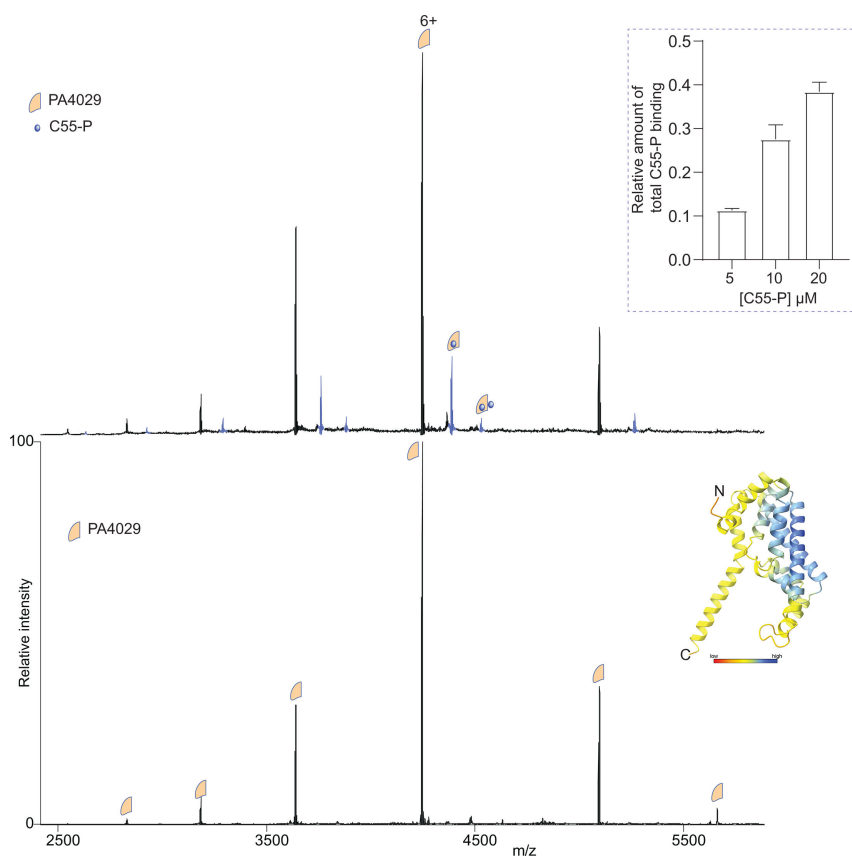 6+
PA4029
C55-P
Relative amount of
total C55-P binding
0.5
0.4
0.3
0.2
0.1
0.0
5 10 20
[C55-P] µM
100
PA4029
N
C
low high
Relative intensity
0
2500 3500 4500 5500
m/z